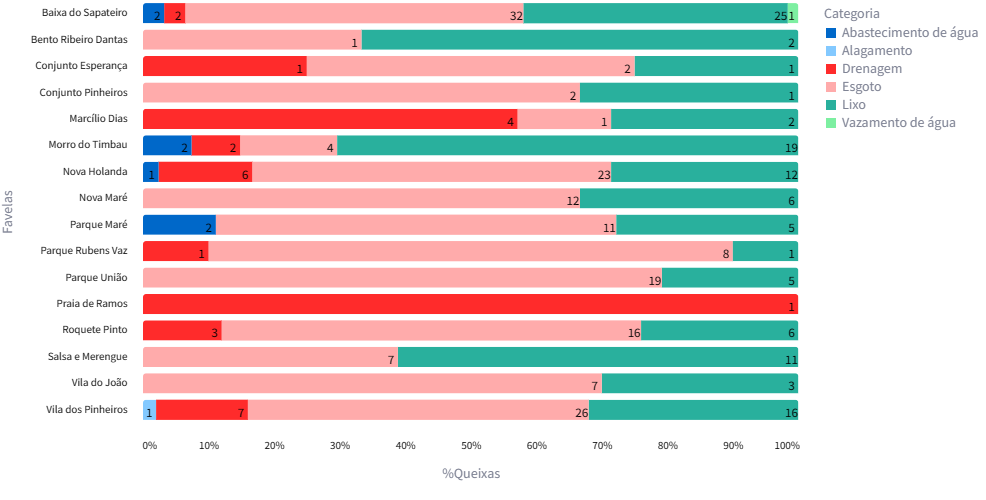 Baixa do Sapateiro 2 2 32 25 1
Bento Ribeiro Dantas 1 2
Conjunto Esperança 1 2 1
Conjunto Pinheiros 2 1
Marcílio Dias 4 1 2
Morro do Timbau 2 2 4 19
Nova Holanda 1 6 23 12
Nova Maré 12 6
Parque Maré 2 11 5
Parque Rubens Vaz 1 8 1
Parque União 19 5
Praia de Ramos 1
Roquete Pinto 3 16 6
Salsa e Merengue 7 11
Vila do João 7 3
Vila dos Pinheiros 1 7 26 16
0% 10% 20% 30% 40% 50% 60% 70% 80% 90% 100%
%Queixas
Favelas
Categoria
Abastecimento de água
Alagamento
Drenagem
Esgoto
Lixo
Vazamento de água